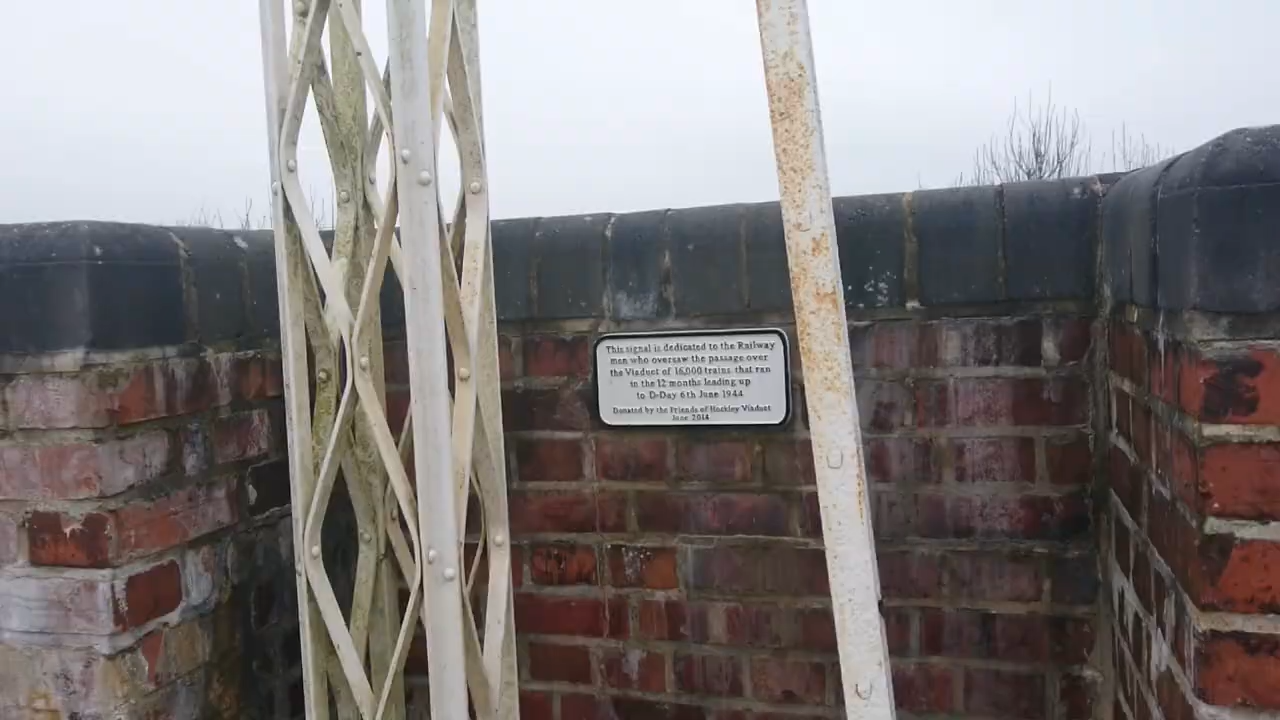 This signal is dedicated to the Railway
men who oversaw the passage over
the Viaduct of 16,000 trains that ran
in the 12 months leading up
to D-Day 6th June 1944
Donated by the Friends of Hockley Viaduct
June 2014